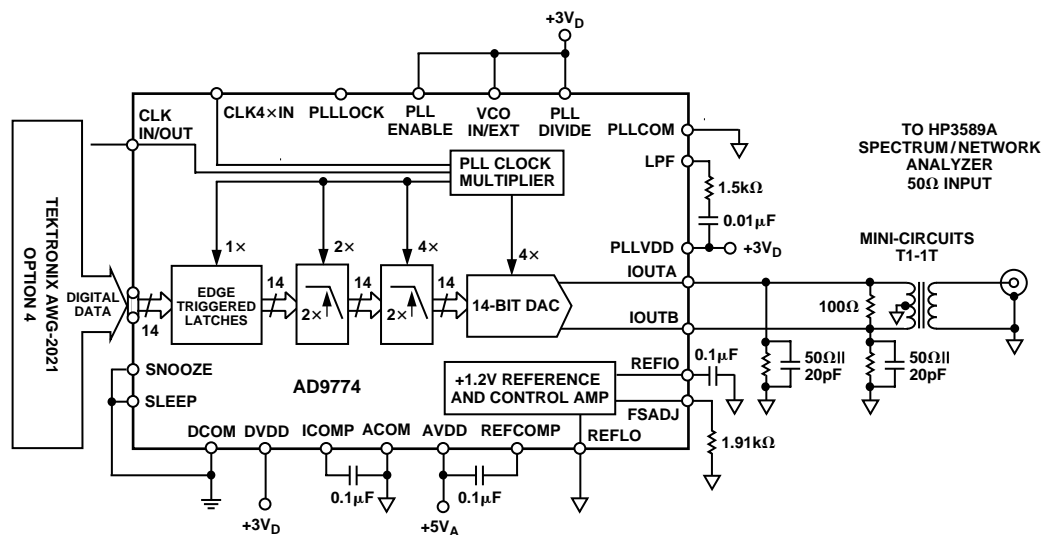 +3VD
CLK
IN/OUT
CLK4×IN
PLLLOCK
PLL
ENABLE
VCO
IN/EXT
PLL
DIVIDE
PLLCOM
LPF
1.5kΩ
0.01μF
PLLVDD
+3VD
TO HP3589A
SPECTRUM/NETWORK
ANALYZER
50Ω INPUT
MINI-CIRCUITS
T1-1T
PLL CLOCK
MULTIPLIER
TEKTRONIX AWG-2021
OPTION 4
DIGITAL
DATA
14
14
1×
2×
4×
4×
EDGE
TRIGGERED
LATCHES
14
2×
14
2×
14
14-BIT DAC
IOUTA
IOUTB
100Ω
50Ω||
20pF
50Ω||
20pF
SNOOZE
SLEEP
AD9774
+1.2V REFERENCE
AND CONTROL AMP
REFIO
0.1μF
FSADJ
1.91kΩ
REFLO
DCOM
DVDD
ICOMP
ACOM
AVDD
REFCOMP
0.1μF
0.1μF
+3VD
+5VA